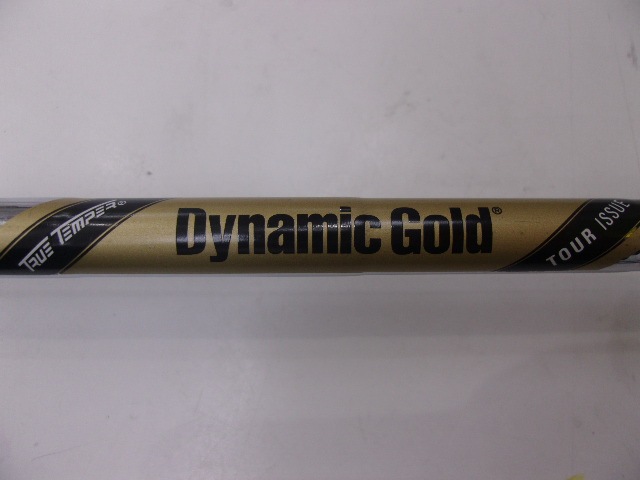 TRUE TEMPER®
Dynamic Gold®
TOUR ISSUE